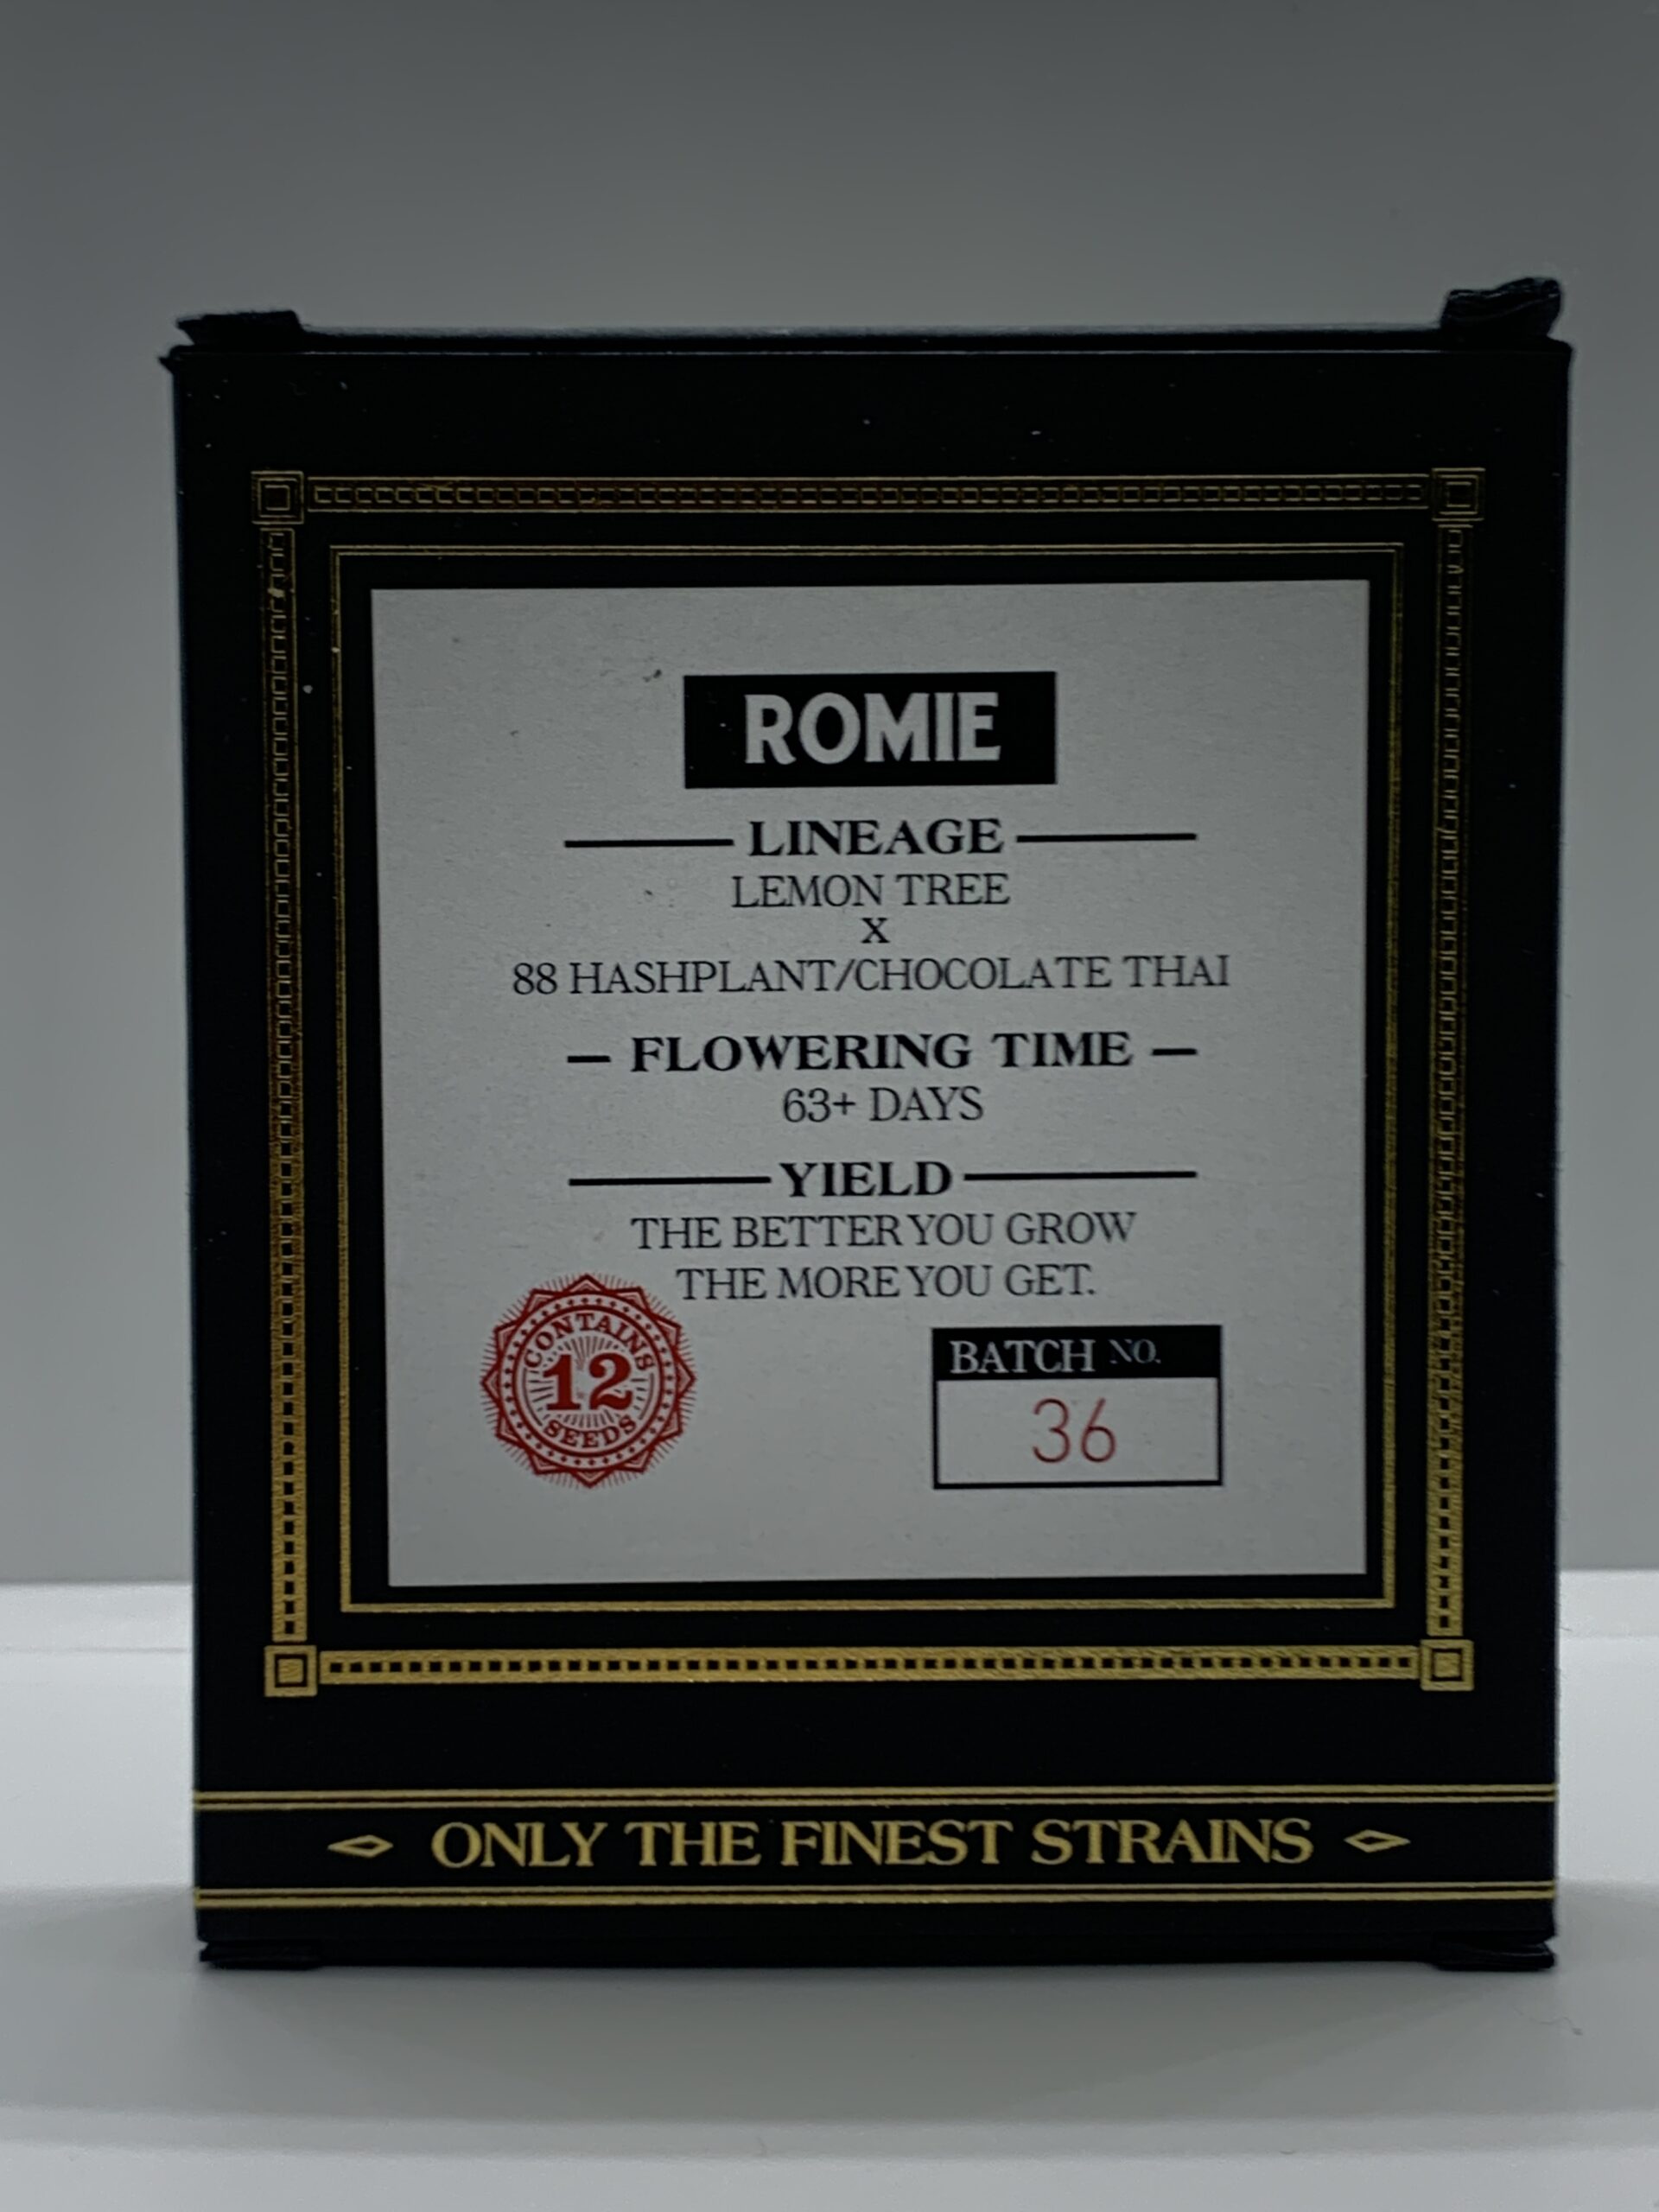 ROMIE
LINEAGE
LEMON TREE
X
88 HASHPLANT/CHOCOLATE THAI
FLOWERING TIME
63+ DAYS
YIELD
THE BETTER YOU GROW
THE MORE YOU GET.
CONTAINS
12
SEEDS
BATCH NO.
36
ONLY THE FINEST STRAINS